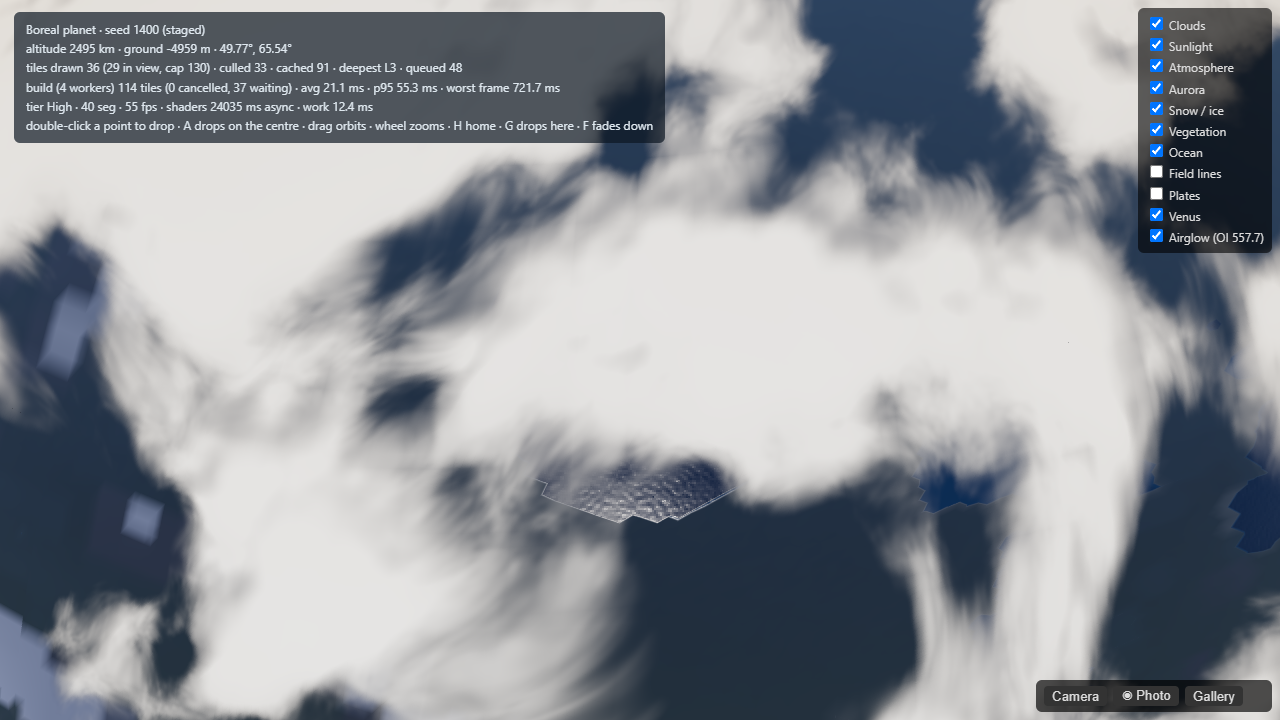 Boreal planet · seed 1400 (staged)
altitude 2495 km · ground -4959 m · 49.77°, 65.54°
tiles drawn 36 (29 in view, cap 130) · culled 33 · cached 91 · deepest L3 · queued 48
build (4 workers) 114 tiles (0 cancelled, 37 waiting) · avg 21.1 ms · p95 55.3 ms · worst frame 721.7 ms
tier High · 40 seg · 55 fps · shaders 24035 ms async · work 12.4 ms
double-click a point to drop · A drops on the centre · drag orbits · wheel zooms · H home · G drops here · F fades down
Clouds
Sunlight
Atmosphere
Aurora
Snow / ice
Vegetation
Ocean
Field lines
Plates
Venus
Airglow (OI 557.7)
Camera
◉ Photo
Gallery